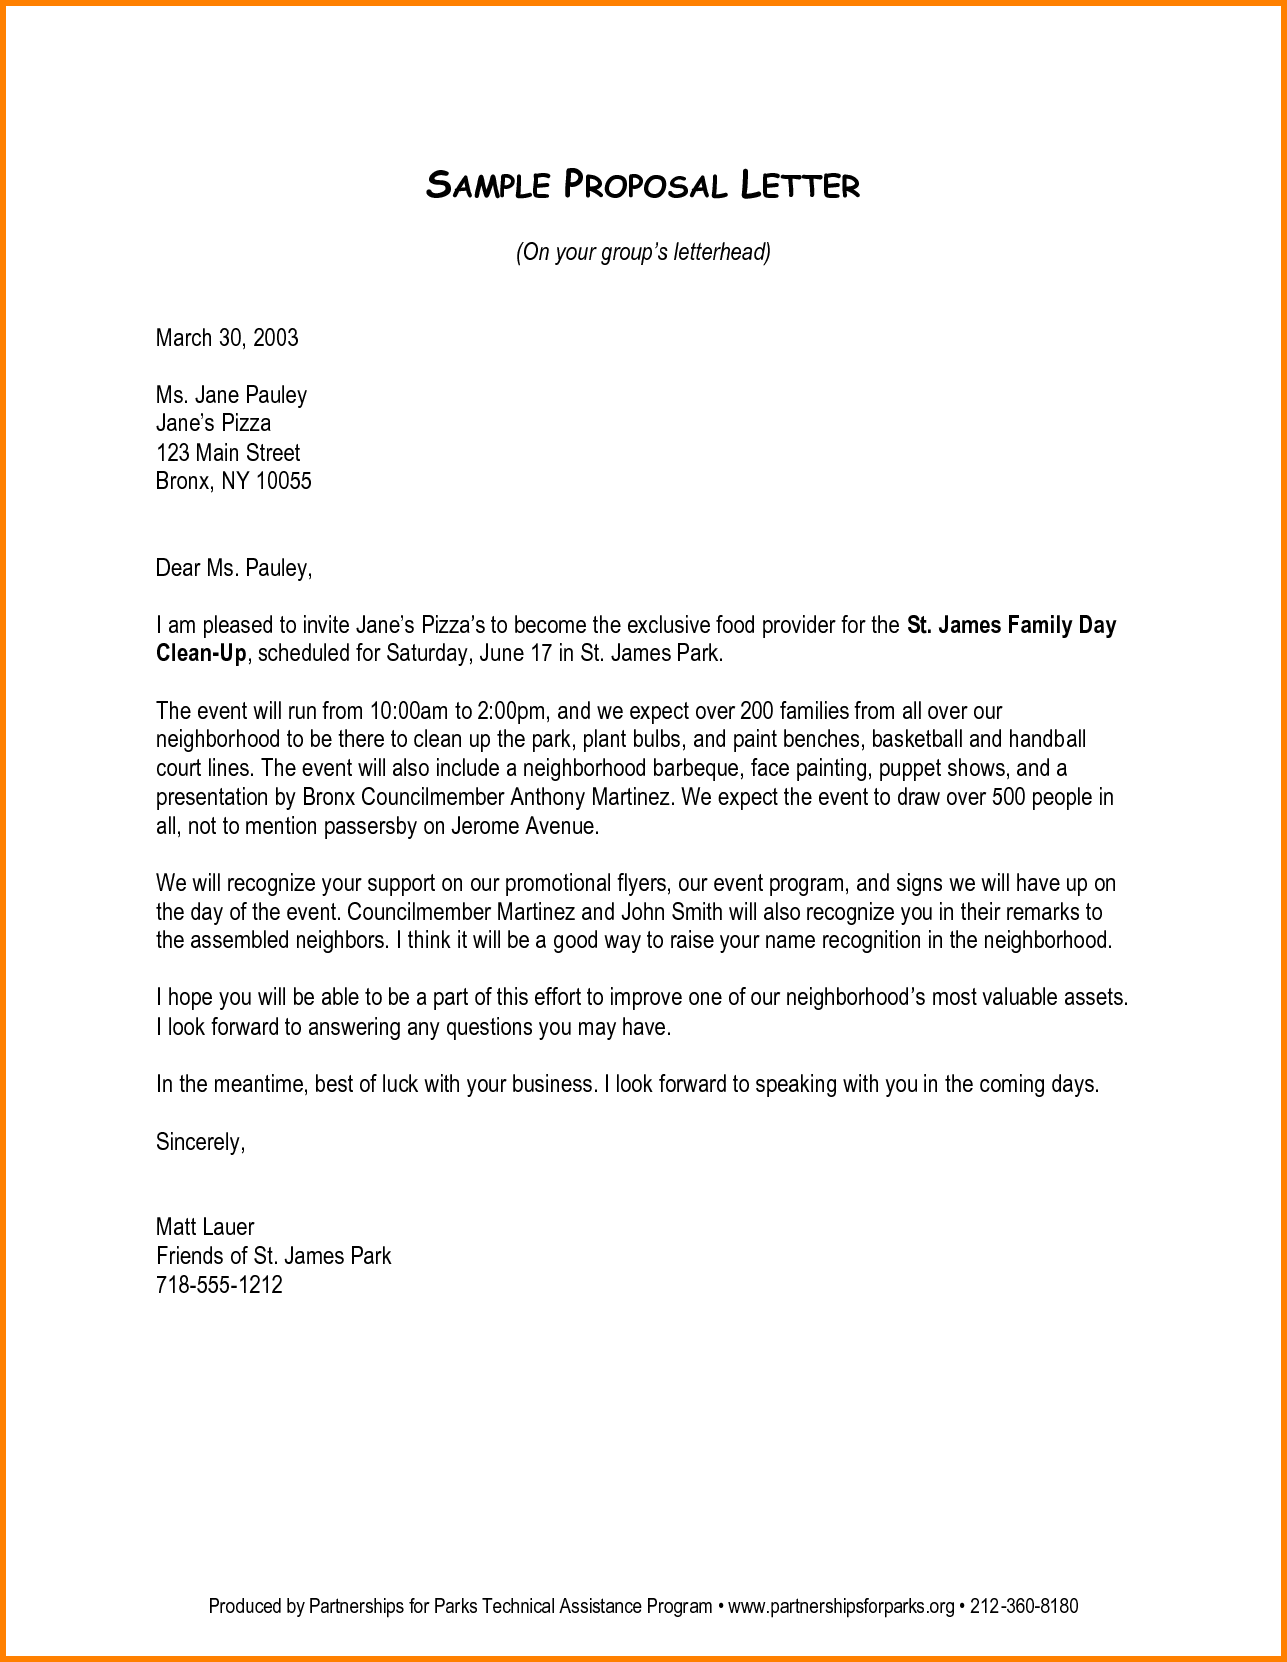 SAMPLE PROPOSAL LETTER
(On your group’s letterhead)
March 30, 2003
Ms. Jane Pauley
Jane’s Pizza
123 Main Street
Bronx, NY 10055
Dear Ms. Pauley,
I am pleased to invite Jane’s Pizza’s to become the exclusive food provider for the St. James Family Day
Clean-Up, scheduled for Saturday, June 17 in St. James Park.
The event will run from 10:00am to 2:00pm, and we expect over 200 families from all over our
neighborhood to be there to clean up the park, plant bulbs, and paint benches, basketball and handball
court lines. The event will also include a neighborhood barbeque, face painting, puppet shows, and a
presentation by Bronx Councilmember Anthony Martinez. We expect the event to draw over 500 people in
all, not to mention passersby on Jerome Avenue.
We will recognize your support on our promotional flyers, our event program, and signs we will have up on
the day of the event. Councilmember Martinez and John Smith will also recognize you in their remarks to
the assembled neighbors. I think it will be a good way to raise your name recognition in the neighborhood.
I hope you will be able to be a part of this effort to improve one of our neighborhood’s most valuable assets.
I look forward to answering any questions you may have.
In the meantime, best of luck with your business. I look forward to speaking with you in the coming days.
Sincerely,
Matt Lauer
Friends of St. James Park
718-555-1212
Produced by Partnerships for Parks Technical Assistance Program • www.partnershipsforparks.org • 212-360-8180